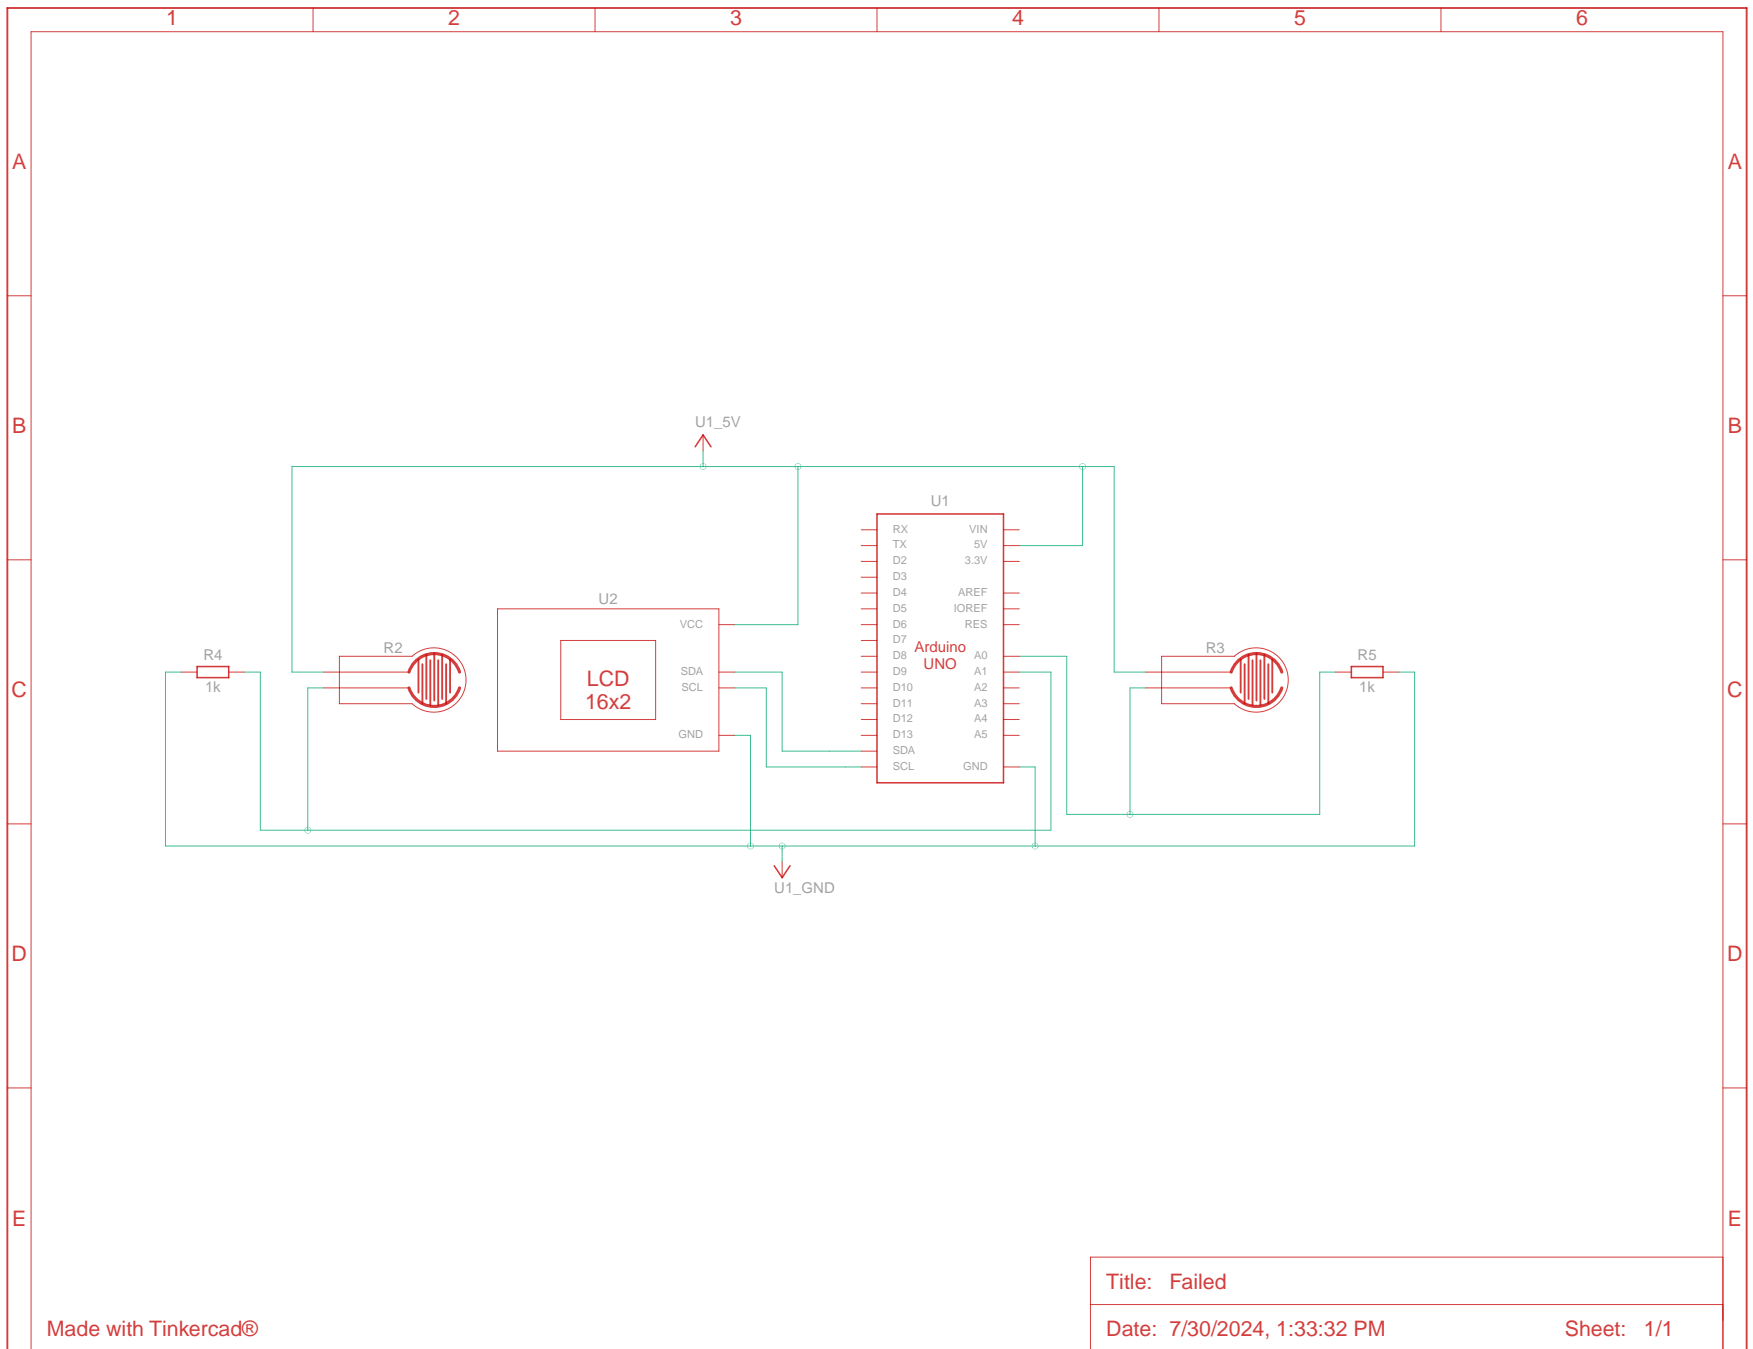 1 2 3 4 5 6
A A
B B
U1_5V
U1
RX VIN
TX 5V
D2 3.3V
D3
D4 AREF
D5 IOREF
D6 RES
D7
D8 A0
D9 A1
D10 A2
D11 A3
D12 A4
D13 A5
SDA
SCL GND
Arduino
UNO
U2
VCC
SDA
SCL
GND
LCD
16x2
R4
1k
R2
R3
R5
1k
C C
U1_GND
D D
E E
Title: Failed
Date: 7/30/2024, 1:33:32 PM Sheet: 1/1
Made with Tinkercad®